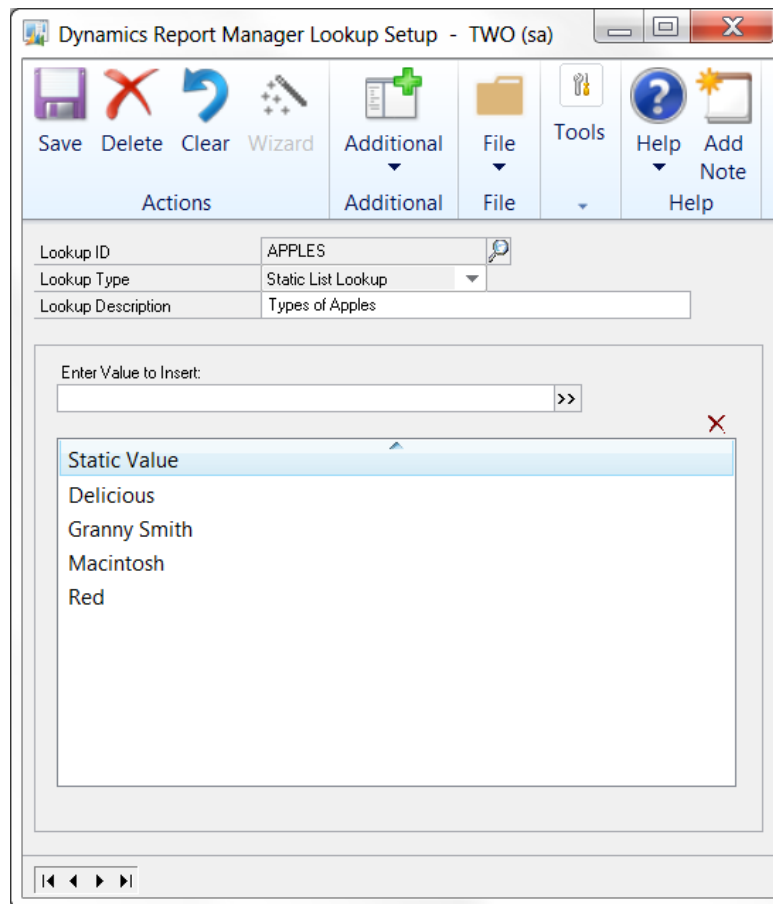 Dynamics Report Manager Lookup Setup - TWO (sa)
Save Delete Clear Wizard Additional File Tools Help Add Note
Actions Additional File Help
Lookup ID APPLES
Lookup Type Static List Lookup
Lookup Description Types of Apples
Enter Value to Insert:
>>
Static Value
Delicious
Granny Smith
Macintosh
Red